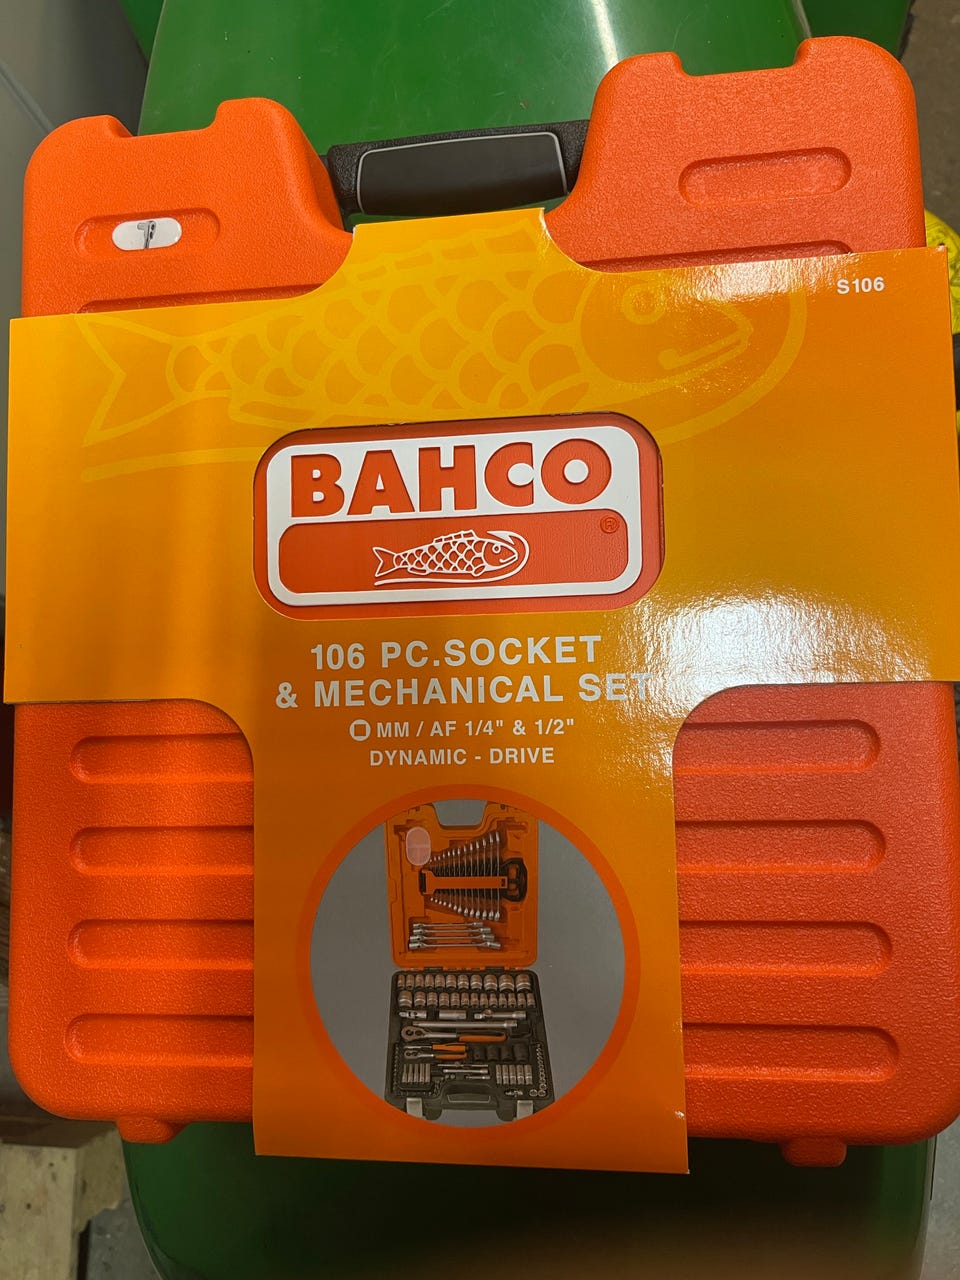 S106
BAHCO
®
106 PC.SOCKET
& MECHANICAL SET
MM / AF 1/4" & 1/2"
DYNAMIC - DRIVE